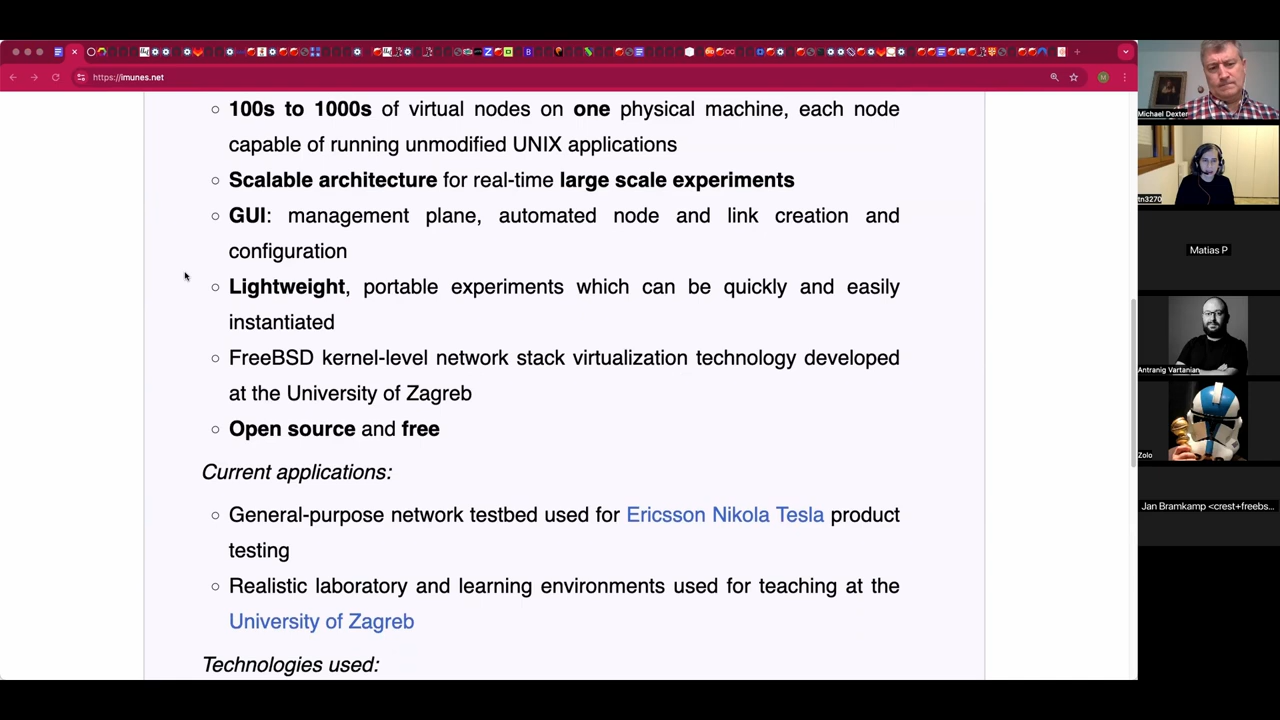 https://imunes.net
M
100s to 1000s of virtual nodes on one physical machine, each node
capable of running unmodified UNIX applications
Scalable architecture for real-time large scale experiments
GUI: management plane, automated node and link creation and
configuration
Lightweight, portable experiments which can be quickly and easily
instantiated
FreeBSD kernel-level network stack virtualization technology developed
at the University of Zagreb
Open source and free
Current applications:
General-purpose network testbed used for Ericsson Nikola Tesla product
testing
Realistic laboratory and learning environments used for teaching at the
University of Zagreb
Technologies used:
Michael Dexter
tn3270
Matias P
Antranig Vartanian
Zolo
Jan Bramkamp <crest+freebs...